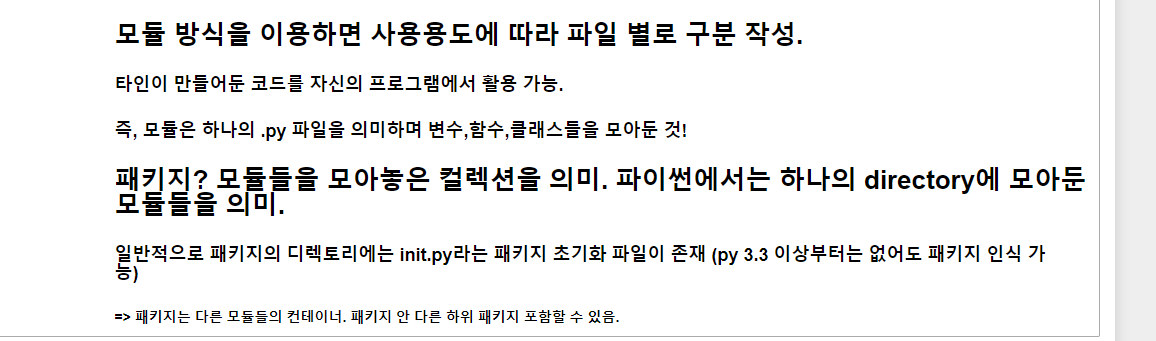 모듈 방식을 이용하면 사용용도에 따라 파일 별로 구분 작성.
타인이 만들어둔 코드를 자신의 프로그램에서 활용 가능.
즉, 모듈은 하나의 .py 파일을 의미하며 변수,함수,클래스들을 모아둔 것!
패키지? 모듈들을 모아놓은 컬렉션을 의미. 파이썬에서는 하나의 directory에 모아둔
모듈들을 의미.
일반적으로 패키지의 디렉토리에는 init.py라는 패키지 초기화 파일이 존재 (py 3.3 이상부터는 없어도 패키지 인식 가
능)
=> 패키지는 다른 모듈들의 컨테이너. 패키지 안 다른 하위 패키지 포함할 수 있음.